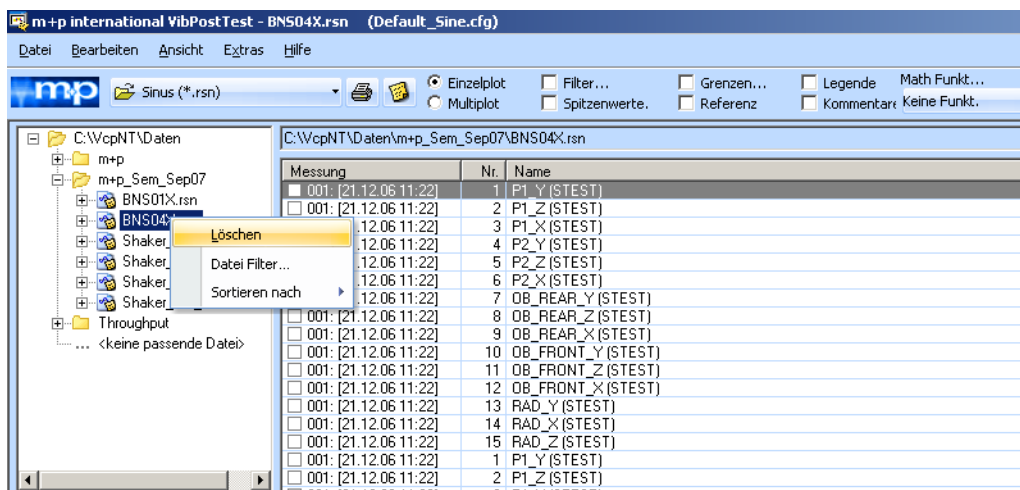 m+p international VibPostTest - BNS04X.rsn (Default_Sine.cfg)
Datei Bearbeiten Ansicht Extras Hilfe
m+p Sinus (*.rsn) Einzelplot Filter... Grenzen... Legende Math Funkt...
Multiplot Spitzenwerte. Referenz Kommentare Keine Funkt.
C:\VcpNT\Daten
m+p
m+p_Sem_Sep07
BNS01X.rsn
BNS04X
Shaker_
Shaker_
Shaker_
Shaker_
Throughput
... <keine passende Datei>
Löschen
Datei Filter...
Sortieren nach
C:\VcpNT\Daten\m+p_Sem_Sep07\BNS04X.rsn
Messung Nr. Name
001: [21.12.06 11:22] 1 P1_Y (STEST)
001: [21.12.06 11:22] 2 P1_Z (STEST)
.12.06 11:22] 3 P1_X (STEST)
.12.06 11:22] 4 P2_Y (STEST)
.12.06 11:22] 5 P2_Z (STEST)
.12.06 11:22] 6 P2_X (STEST)
.12.06 11:22] 7 OB_REAR_Y (STEST)
001: [21.12.06 11:22] 8 OB_REAR_Z (STEST)
001: [21.12.06 11:22] 9 OB_REAR_X (STEST)
001: [21.12.06 11:22] 10 OB_FRONT_Y (STEST)
001: [21.12.06 11:22] 11 OB_FRONT_Z (STEST)
001: [21.12.06 11:22] 12 OB_FRONT_X (STEST)
001: [21.12.06 11:22] 13 RAD_Y (STEST)
001: [21.12.06 11:22] 14 RAD_X (STEST)
001: [21.12.06 11:22] 15 RAD_Z (STEST)
001: [21.12.06 11:22] 1 P1_Y (STEST)
001: [21.12.06 11:22] 2 P1_Z (STEST)